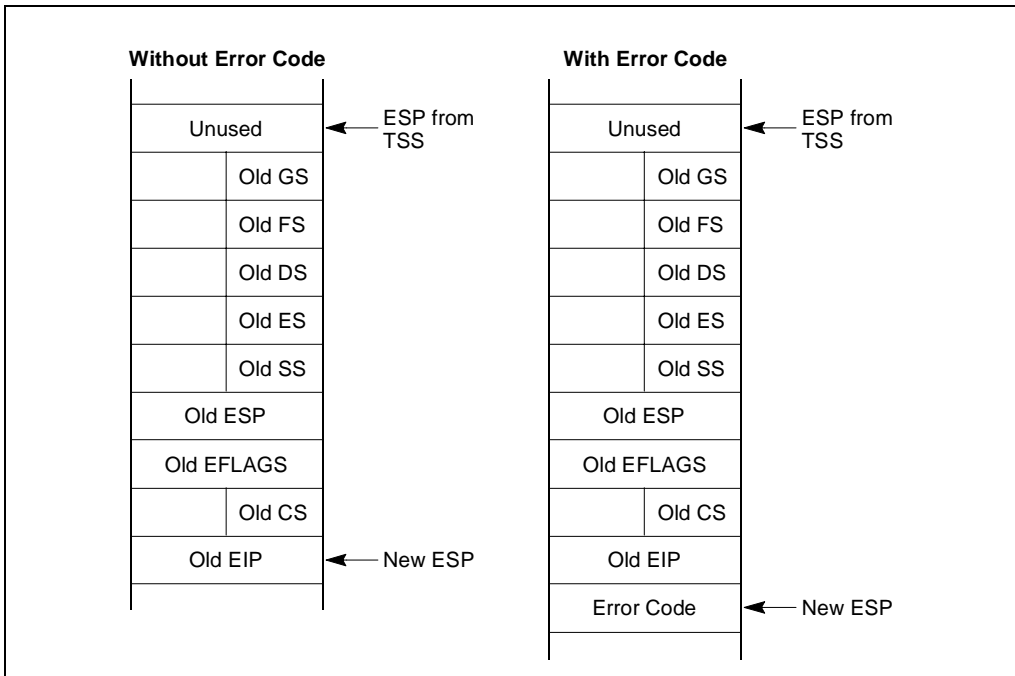 Without Error Code
Unused
ESP from
TSS
Old GS
Old FS
Old DS
Old ES
Old SS
Old ESP
Old EFLAGS
Old CS
Old EIP
New ESP
With Error Code
Unused
ESP from
TSS
Old GS
Old FS
Old DS
Old ES
Old SS
Old ESP
Old EFLAGS
Old CS
Old EIP
Error Code
New ESP